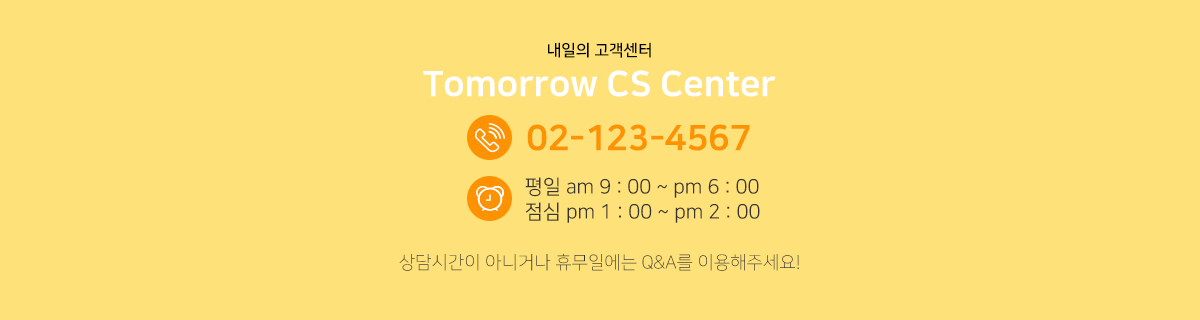 내일의 고객센터
Tomorrow CS Center
02-123-4567
평일 am 9 : 00 ~ pm 6 : 00
점심 pm 1 : 00 ~ pm 2 : 00
상담시간이 아니거나 휴무일에는 Q&A를 이용해주세요!